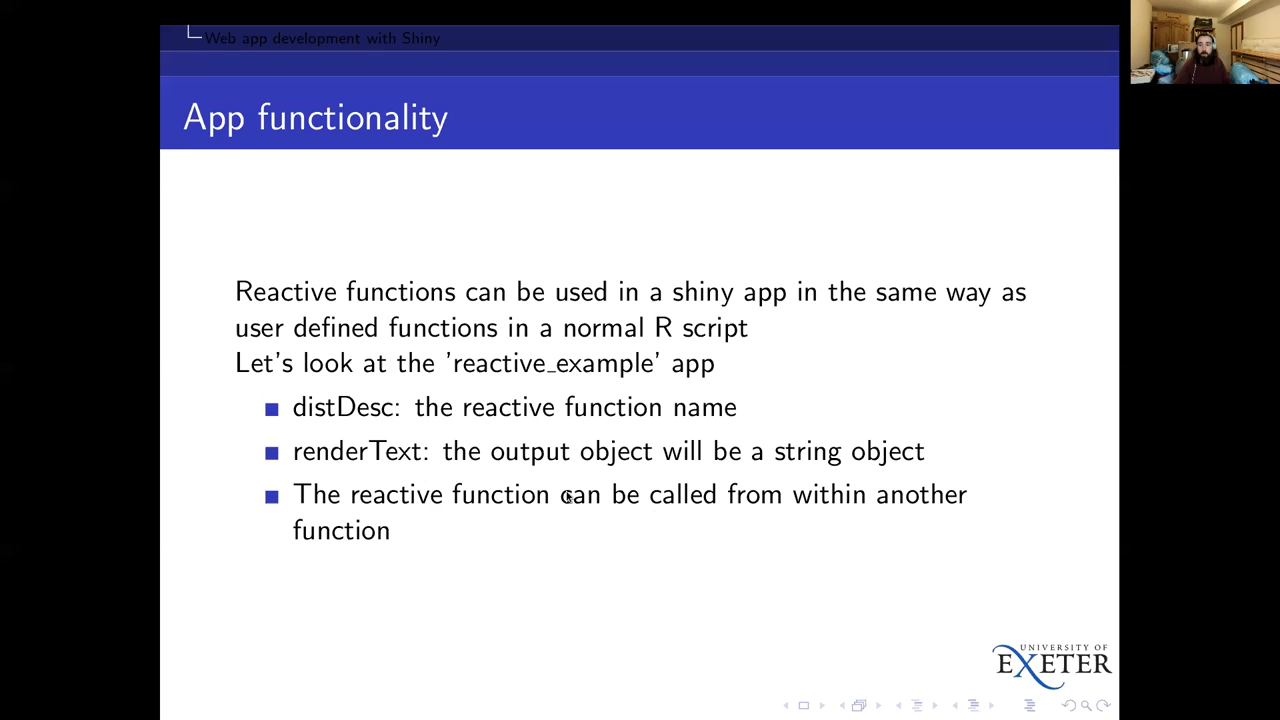 Web app development with Shiny
App functionality
Reactive functions can be used in a shiny app in the same way as
user defined functions in a normal R script
Let's look at the 'reactive_example' app
distDesc: the reactive function name
renderText: the output object will be a string object
The reactive function can be called from within another
function
UNIVERSITY OF
EXETER